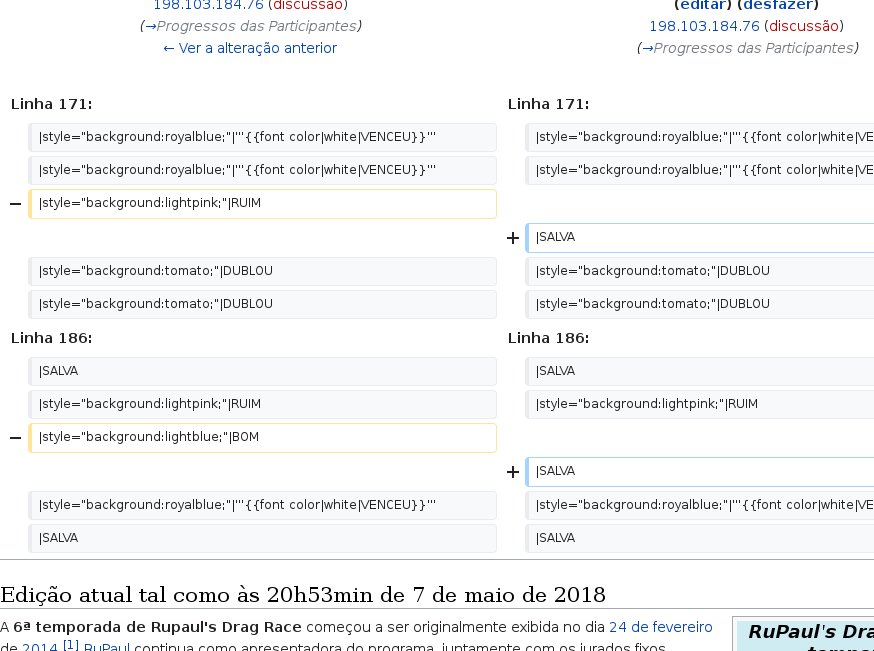 198.103.184.76 (discussão)
(→Progressos das Participantes)
← Ver a alteração anterior
(editar) (desfazer)
198.103.184.76 (discussão)
(→Progressos das Participantes)
Linha 171:
Linha 171:
|style="background:royalblue;"|'''{{font color|white|VENCEU}}'''
|style="background:royalblue;"|'''{{font color|white|VE
|style="background:royalblue;"|'''{{font color|white|VENCEU}}'''
|style="background:royalblue;"|'''{{font color|white|VE
− |style="background:lightpink;"|RUIM
+ |SALVA
|style="background:tomato;"|DUBLOU
|style="background:tomato;"|DUBLOU
|style="background:tomato;"|DUBLOU
|style="background:tomato;"|DUBLOU
Linha 186:
Linha 186:
|SALVA
|SALVA
|style="background:lightpink;"|RUIM
|style="background:lightpink;"|RUIM
− |style="background:lightblue;"|BOM
+ |SALVA
|style="background:royalblue;"|'''{{font color|white|VENCEU}}'''
|style="background:royalblue;"|'''{{font color|white|VE
|SALVA
|SALVA
Edição atual tal como às 20h53min de 7 de maio de 2018
A 6ª temporada de Rupaul's Drag Race começou a ser originalmente exibida no dia 24 de fevereiro
de 2014.[1] RuPaul continua como apresentadora do programa, juntamente com os jurados fixos
RuPaul's Dra